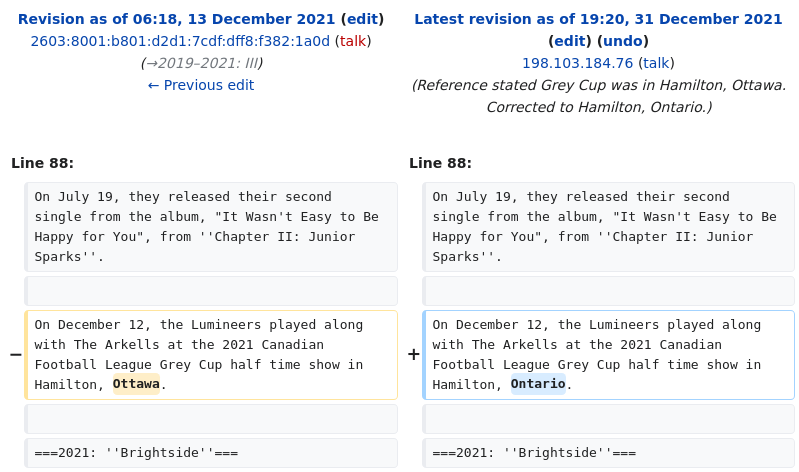 Revision as of 06:18, 13 December 2021 (edit)
2603:8001:b801:d2d1:7cdf:dff8:f382:1a0d (talk)
(→2019–2021: III)
← Previous edit
Latest revision as of 19:20, 31 December 2021
(edit) (undo)
198.103.184.76 (talk)
(Reference stated Grey Cup was in Hamilton, Ottawa.
Corrected to Hamilton, Ontario.)
Line 88:
On July 19, they released their second
single from the album, "It Wasn't Easy to Be
Happy for You", from ''Chapter II: Junior
Sparks''.
−
On December 12, the Lumineers played along
with The Arkells at the 2021 Canadian
Football League Grey Cup half time show in
Hamilton, Ottawa.
===2021: ''Brightside''===
Line 88:
On July 19, they released their second
single from the album, "It Wasn't Easy to Be
Happy for You", from ''Chapter II: Junior
Sparks''.
+
On December 12, the Lumineers played along
with The Arkells at the 2021 Canadian
Football League Grey Cup half time show in
Hamilton, Ontario.
===2021: ''Brightside''===